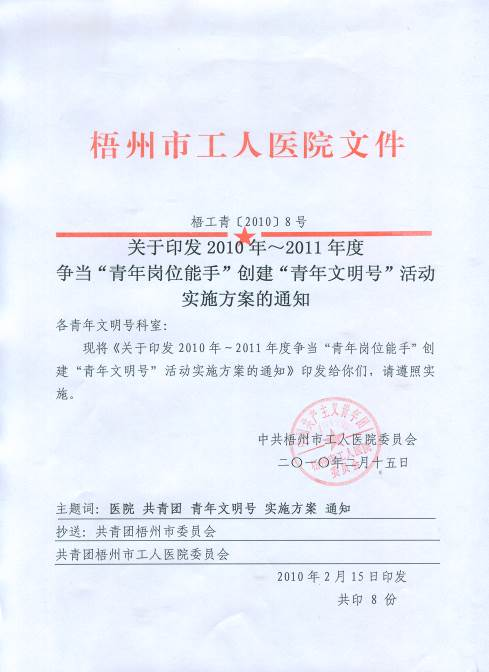 梧州市工人医院文件
梧工青〔2010〕8号
关于印发 2010 年～2011 年度
争当“青年岗位能手”创建“青年文明号”活动
实施方案的通知
各青年文明号科室：
现将《关于印发 2010 年～2011 年度争当“青年岗位能手”创
建“青年文明号”活动实施方案的通知》印发给你们，请遵照实
施。
中共梧州市工人医院委员会
二〇一〇年二月十五日
主题词：医院 共青团 青年文明号 实施方案 通知
抄送：共青团梧州市委员会
共青团梧州市工人医院委员会
2010 年 2 月 15 日印发
共印 8 份